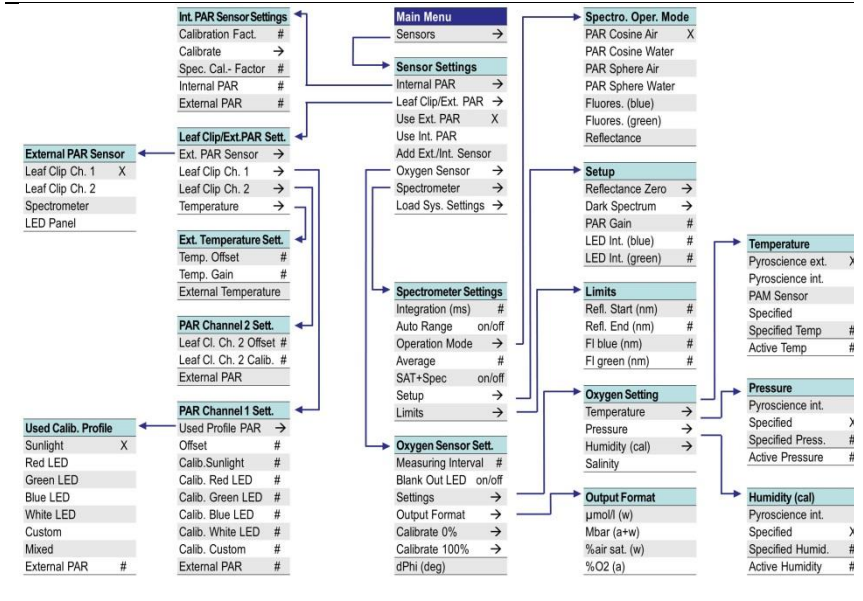 Int. PAR Sensor Settings
Calibration Fact. #
Calibrate →
Spec. Cal.- Factor #
Internal PAR #
External PAR #
Main Menu
Sensors →
Sensor Settings
Internal PAR →
Leaf Clip/Ext. PAR →
Use Ext. PAR X
Use Int. PAR
Add Ext./Int. Sensor
Oxygen Sensor →
Spectrometer →
Load Sys. Settings →
Spectro. Oper. Mode
PAR Cosine Air X
PAR Cosine Water
PAR Sphere Air
PAR Sphere Water
Fluores. (blue)
Fluores. (green)
Reflectance
External PAR Sensor
Leaf Clip Ch. 1 X
Leaf Clip Ch. 2
Spectrometer
LED Panel
Leaf Clip/Ext.PAR Sett.
Ext. PAR Sensor →
Leaf Clip Ch. 1 →
Leaf Clip Ch. 2 →
Temperature →
Ext. Temperature Sett.
Temp. Offset #
Temp. Gain #
External Temperature
PAR Channel 2 Sett.
Leaf Cl. Ch. 2 Offset #
Leaf Cl. Ch. 2 Calib. #
External PAR
PAR Channel 1 Sett.
Used Profile PAR →
Offset #
Calib.Sunlight #
Calib. Red LED #
Calib. Green LED #
Calib. Blue LED #
Calib. White LED #
Calib. Custom #
External PAR #
Used Calib. Profile
Sunlight X
Red LED
Green LED
Blue LED
White LED
Custom
Mixed
External PAR #
Spectrometer Settings
Integration (ms) #
Auto Range on/off
Operation Mode →
Average #
SAT+Spec on/off
Setup →
Limits →
Oxygen Sensor Sett.
Measuring Interval #
Blank Out LED on/off
Settings →
Output Format →
Calibrate 0% →
Calibrate 100% →
dPhi (deg)
Setup
Reflectance Zero →
Dark Spectrum →
PAR Gain #
LED Int. (blue) #
LED Int. (green) #
Limits
Refl. Start (nm) #
Refl. End (nm) #
Fl blue (nm) #
Fl green (nm) #
Oxygen Setting
Temperature →
Pressure →
Humidity (cal) →
Salinity
Output Format
µmol/l (w)
Mbar (a+w)
%air sat. (w)
%O2 (a)
Temperature
Pyroscience ext. X
Pyroscience int.
PAM Sensor
Specified
Specified Temp #
Active Temp #
Pressure
Pyroscience int.
Specified X
Specified Press. #
Active Pressure #
Humidity (cal)
Pyroscience int.
Specified X
Specified Humid. #
Active Humidity #